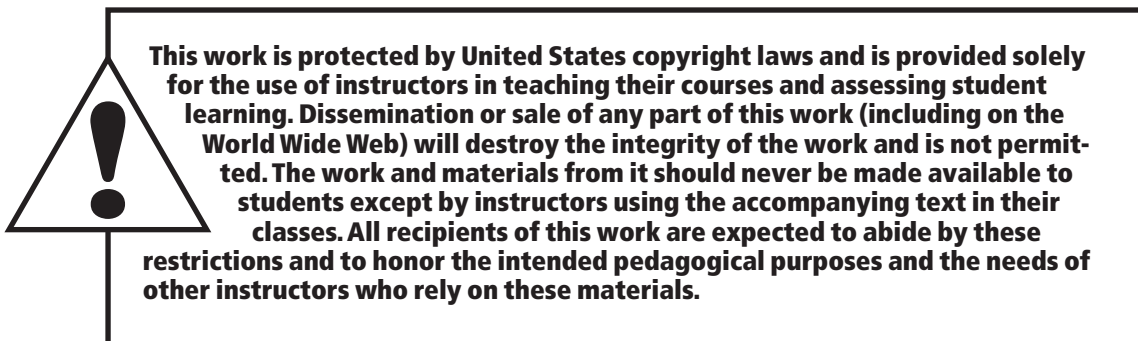 This work is protected by United States copyright laws and is provided solely
for the use of instructors in teaching their courses and assessing student
learning. Dissemination or sale of any part of this work (including on the
World Wide Web) will destroy the integrity of the work and is not permit-
ted. The work and materials from it should never be made available to
students except by instructors using the accompanying text in their
classes. All recipients of this work are expected to abide by these
restrictions and to honor the intended pedagogical purposes and the needs of
other instructors who rely on these materials.